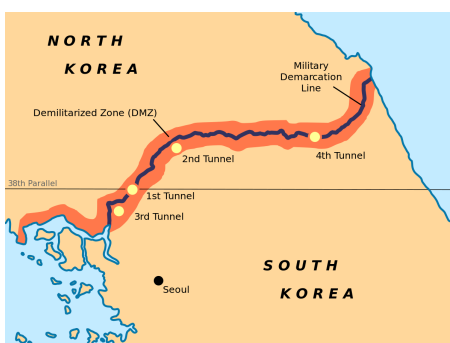 NORTH
KOREA
Military
Demarcation
Line
Demilitarized Zone (DMZ)
4th Tunnel
2nd Tunnel
38th Parallel
1st Tunnel
3rd Tunnel
SOUTH
KOREA
Seoul